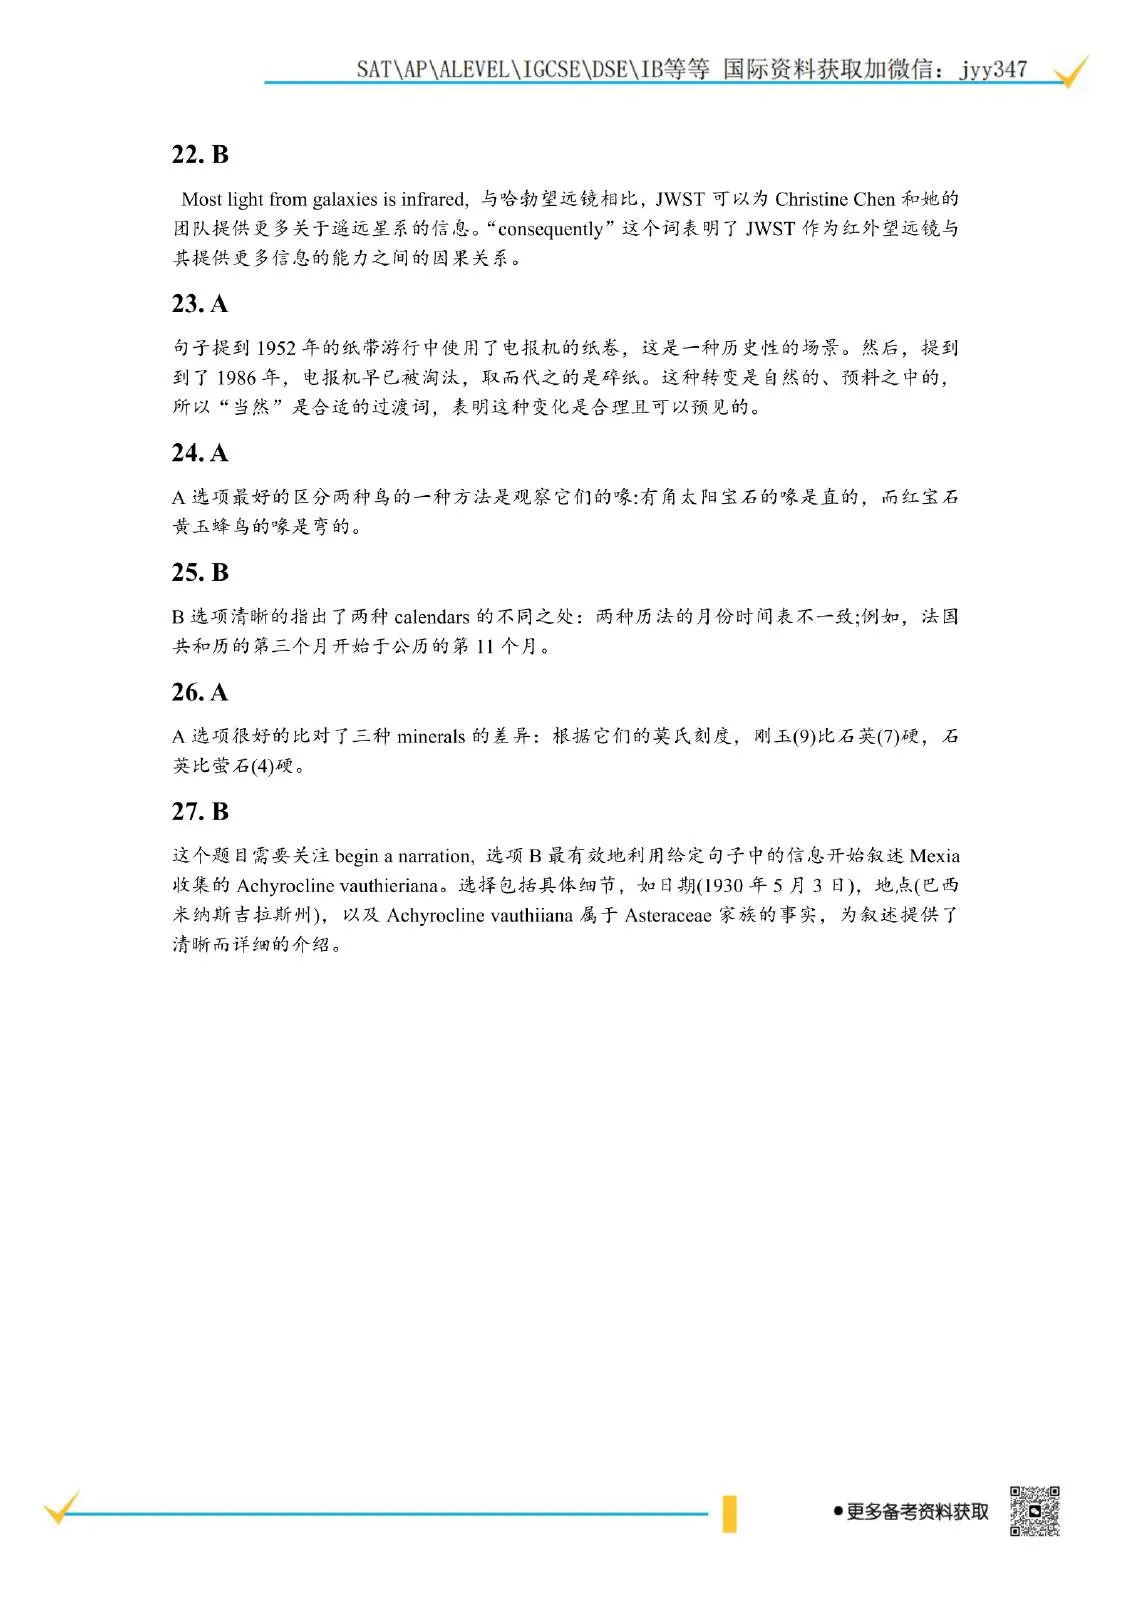 SAT\AP\ALEVEL\IGCSE\DSE\IB等等 国际资料获取加微信：jyy347
22. B
Most light from galaxies is infrared, 与哈勃望远镜相比，JWST 可以为 Christine Chen 和她的
团队提供更多关于遥远星系的信息。“consequently”这个词表明了 JWST 作为红外望远镜与
其提供更多信息的能力之间的因果关系。
23. A
句子提到 1952 年的纸带游行中使用了电报机的纸卷，这是一种历史性的场景。然后，提到
到了 1986 年，电报机早已被淘汰，取而代之的是碎纸。这种转变是自然的、预料之中的，
所以“当然”是合适的过渡词，表明这种变化是合理且可以预见的。
24. A
A 选项最好的区分两种鸟的一种方法是观察它们的喙:有角太阳宝石的喙是直的，而红宝石
黄玉蜂鸟的喙是弯的。
25. B
B 选项清晰的指出了两种 calendars 的不同之处：两种历法的月份时间表不一致;例如，法国
共和历的第三个月开始于公历的第 11 个月。
26. A
A 选项很好的比对了三种 minerals 的差异：根据它们的莫氏刻度，刚玉(9)比石英(7)硬，石
英比萤石(4)硬。
27. B
这个题目需要关注 begin a narration, 选项 B 最有效地利用给定句子中的信息开始叙述 Mexia
收集的 Achyrocline vauthieriana。选择包括具体细节，如日期(1930 年 5 月 3 日)，地点(巴西
米纳斯吉拉斯州)，以及 Achyrocline vauthiiana 属于 Asteraceae 家族的事实，为叙述提供了
清晰而详细的介绍。
●更多备考资料获取